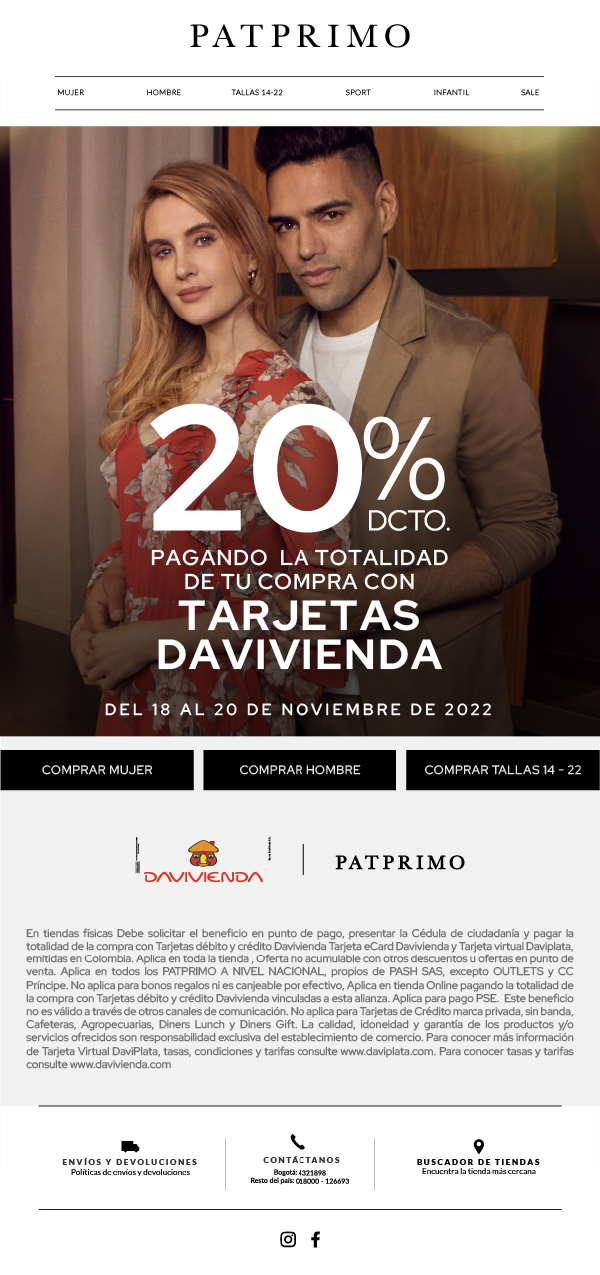 PATPRIMO
MUJER HOMBRE TALLAS 14-22 SPORT INFANTIL SALE
20%
DCTO.
PAGANDO LA TOTALIDAD
DE TU COMPRA CON
TARJETAS
DAVIVIENDA
DEL 18 AL 20 DE NOVIEMBRE DE 2022
COMPRAR MUJER COMPRAR HOMBRE COMPRAR TALLAS 14 - 22
DAVIVIENDA PATPRIMO
En tiendas físicas Debe solicitar el beneficio en punto de pago, presentar la Cédula de ciudadanía y pagar la
totalidad de la compra con Tarjetas débito y crédito Davivienda Tarjeta eCard Davivienda y Tarjeta virtual Daviplata,
emitidas en Colombia. Aplica en toda la tienda , Oferta no acumulable con otros descuentos u ofertas en punto de
venta. Aplica en todos los PATPRIMO A NIVEL NACIONAL, propios de PASH SAS, excepto OUTLETS y CC
Príncipe. No aplica para bonos regalos ni es canjeable por efectivo, Aplica en tienda Online pagando la totalidad de
la compra con Tarjetas débito y crédito Davivienda vinculadas a esta alianza. Aplica para pago PSE. Este beneficio
no es válido a través de otros canales de comunicación. No aplica para Tarjetas de Crédito marca privada, sin banda,
Cafeteras, Agropecuarias, Diners Lunch y Diners Gift. La calidad, idoneidad y garantía de los productos y/o
servicios ofrecidos son responsabilidad exclusiva del establecimiento de comercio. Para conocer más información
de Tarjeta Virtual DaviPlata, tasas, condiciones y tarifas consulte www.daviplata.com. Para conocer tasas y tarifas
consulte www.davivienda.com
ENVÍOS Y DEVOLUCIONES
Políticas de envíos y devoluciones
CONTÁCTANOS
Bogotá: 4321898
Resto del país: 018000 - 126693
BUSCADOR DE TIENDAS
Encuentra la tienda más cercana